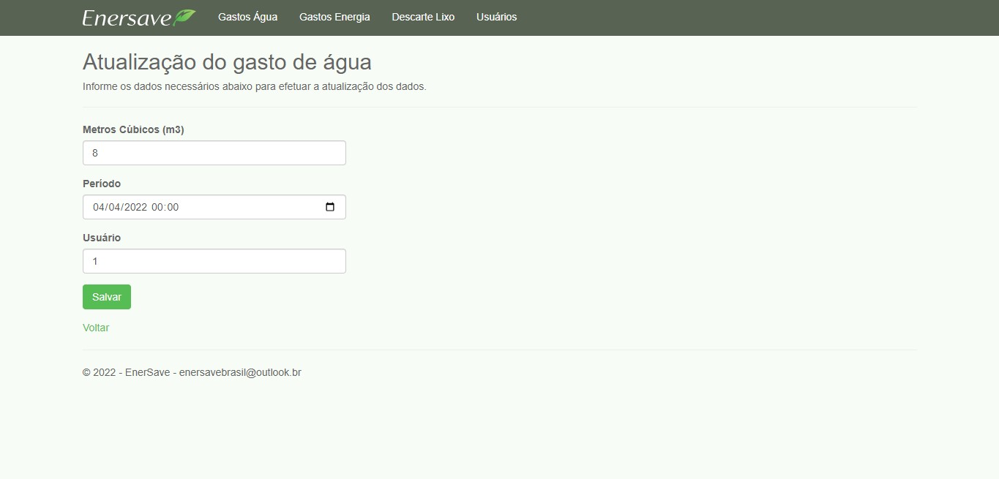 Enersave Gastos Água Gastos Energia Descarte Lixo Usuários
Atualização do gasto de água
Informe os dados necessários abaixo para efetuar a atualização dos dados.
Metros Cúbicos (m3)
8
Período
04/04/2022 00:00
Usuário
1
Salvar
Voltar
© 2022 - EnerSave - enersavebrasil@outlook.br